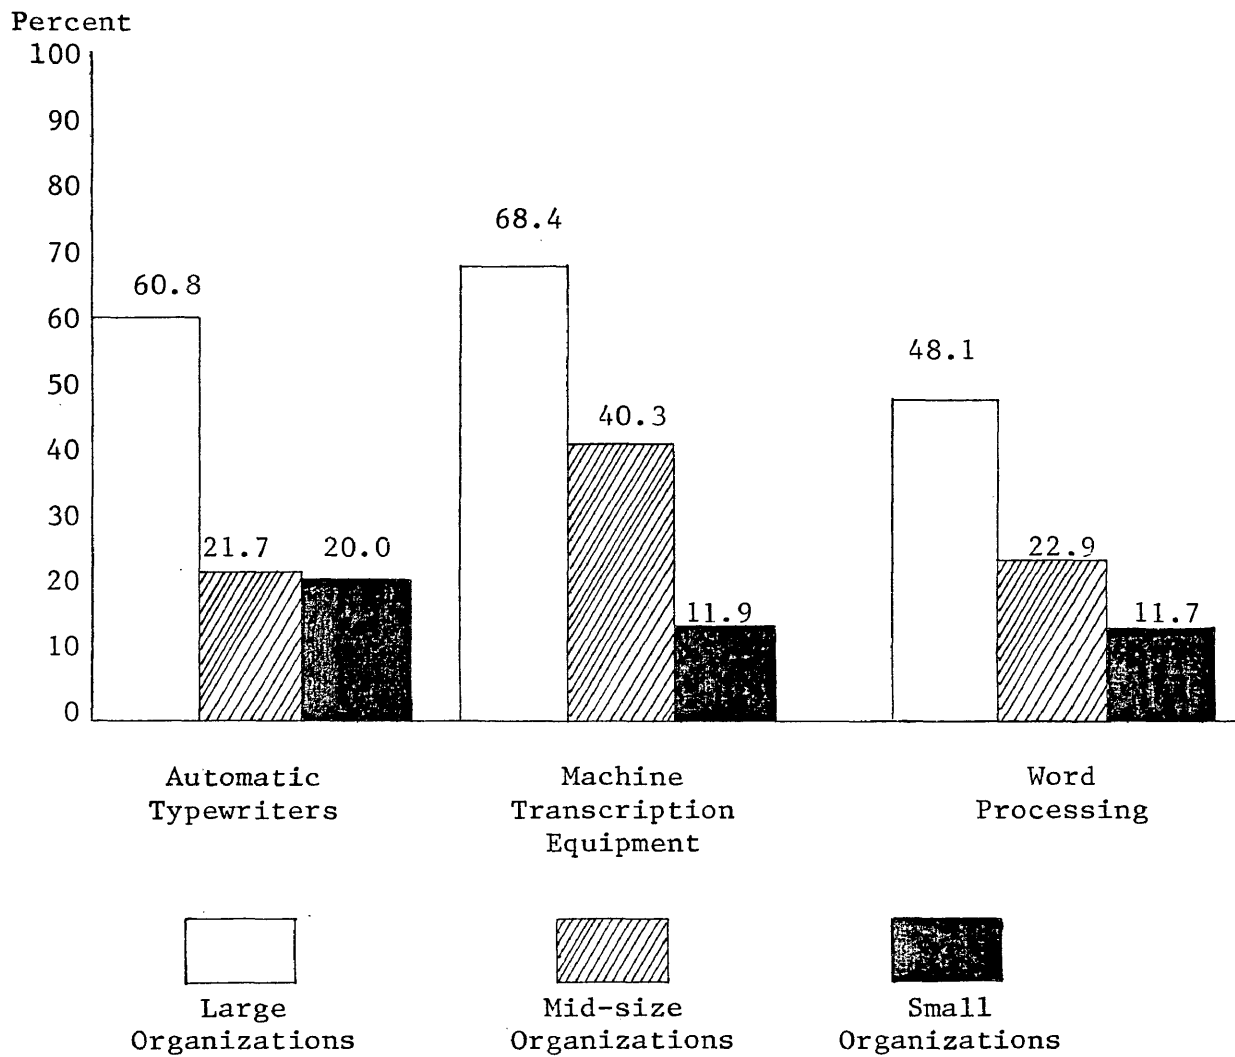 Percent
100
90
80
70
60
50
40
30
20
10
0
60.8
21.7
20.0
68.4
40.3
11.9
48.1
22.9
11.7
Automatic
Typewriters
Machine
Transcription
Equipment
Word
Processing
Large
Organizations
Mid-size
Organizations
Small
Organizations